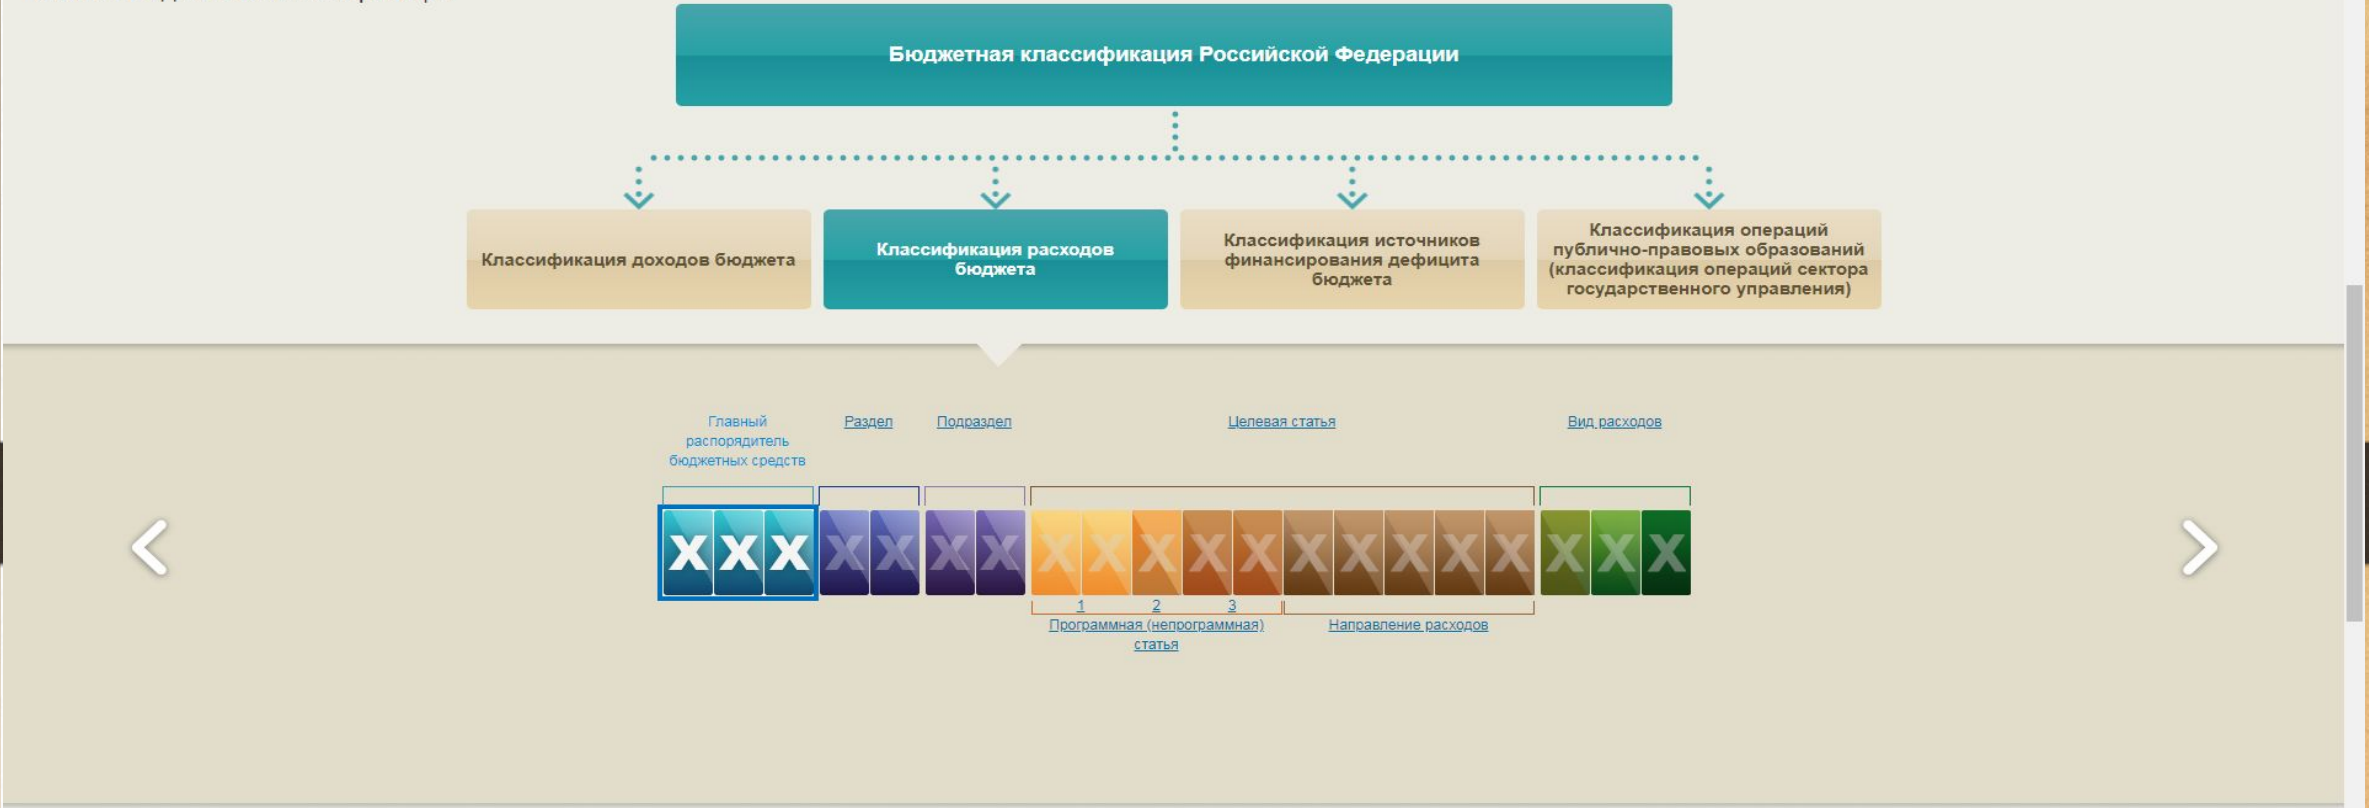 Бюджетная классификация Российской Федерации
Классификация доходов бюджета
Классификация расходов
бюджета
Классификация источников
финансирования дефицита
бюджета
Классификация операций
публично-правовых образований
(классификация операций сектора
государственного управления)
Главный
распорядитель
бюджетных средств
Раздел
Подраздел
Целевая статья
Вид расходов
X X X X X X X X X X X X X X X X X X X X
1 2 3
Программная (непрограммная)
статья
Направление расходов